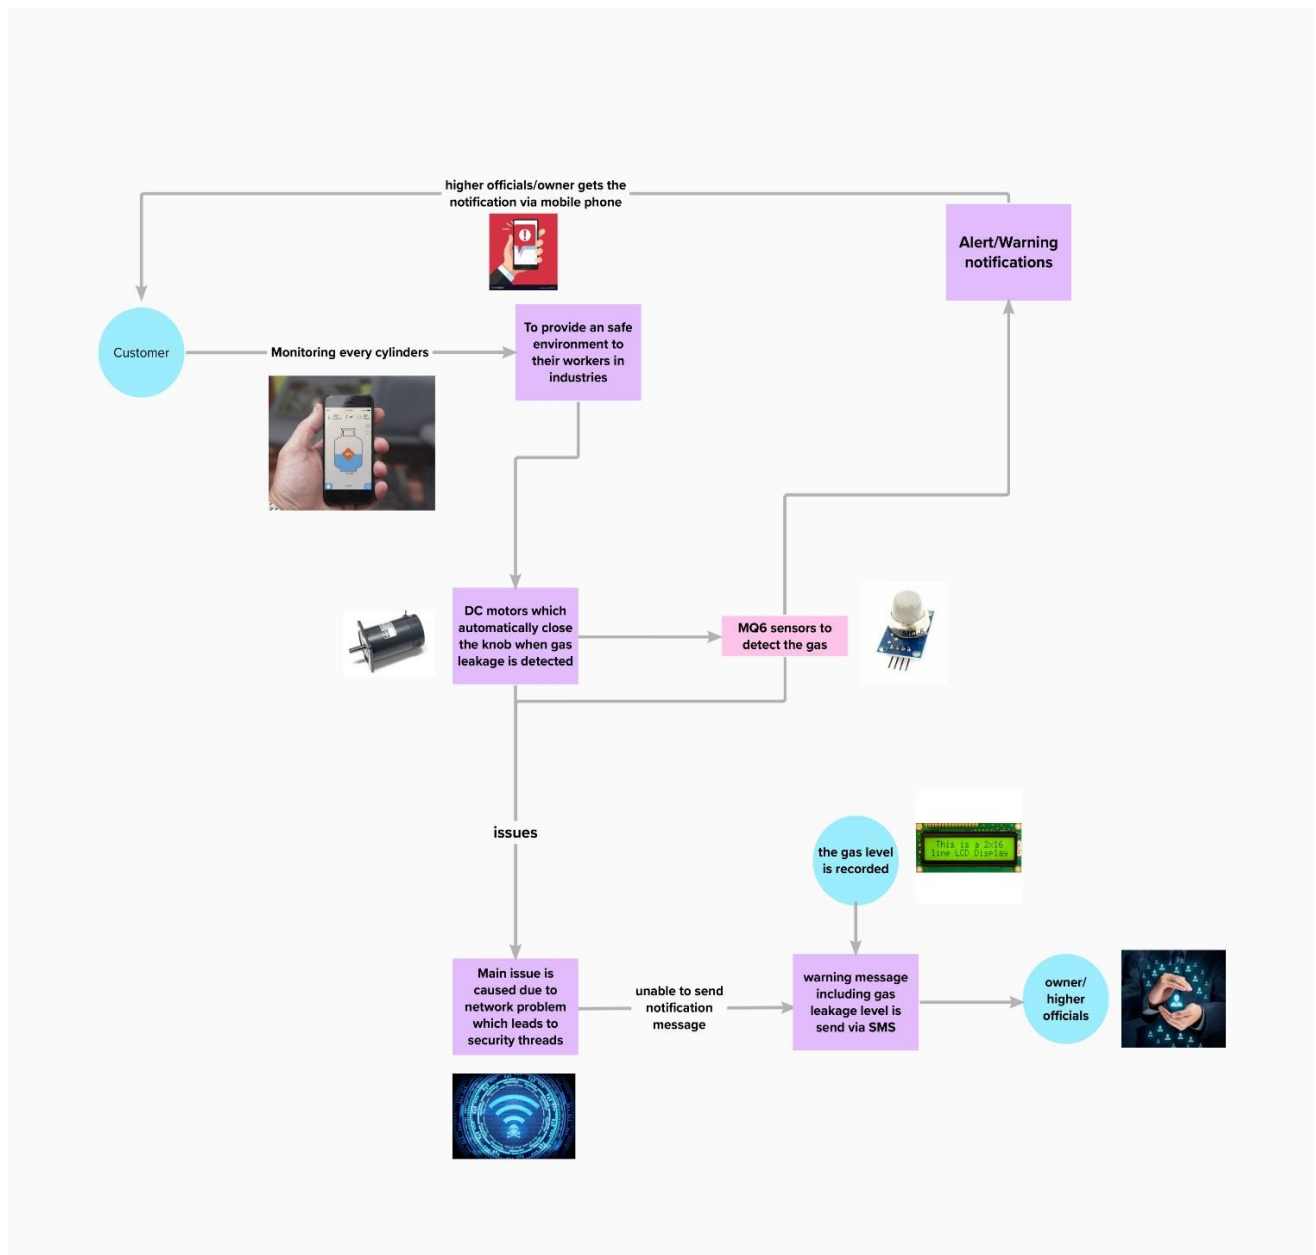 higher officials/owner gets the
notification via mobile phone
Alert/Warning
notifications
Customer
Monitoring every cylinders
To provide an safe
environment to
their workers in
industries
DC motors which
automatically close
the knob when gas
leakage is detected
MQ6 sensors to
detect the gas
MQ-6
issues
the gas level
is recorded
This is a 2x16
line LCD Display
Main issue is
caused due to
network problem
which leads to
security threads
unable to send
notification
message
warning message
including gas
leakage level is
send via SMS
owner/
higher
officials